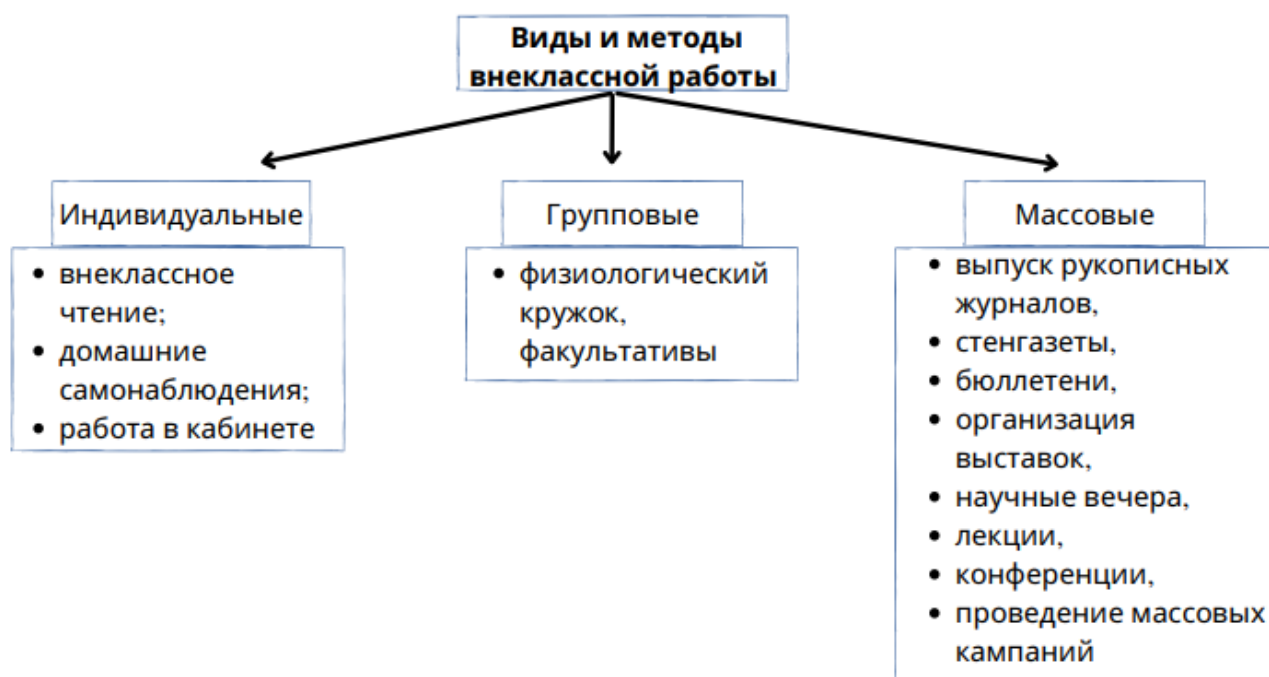 Виды и методы
внеклассной работы
Индивидуальные
• внеклассное
чтение;
• домашние
самонаблюдения;
• работа в кабинете
Групповые
• физиологический
кружок,
факультативы
Массовые
• выпуск рукописных
журналов,
• стенгазеты,
• бюллетени,
• организация
выставок,
• научные вечера,
• лекции,
• конференции,
• проведение массовых
кампаний